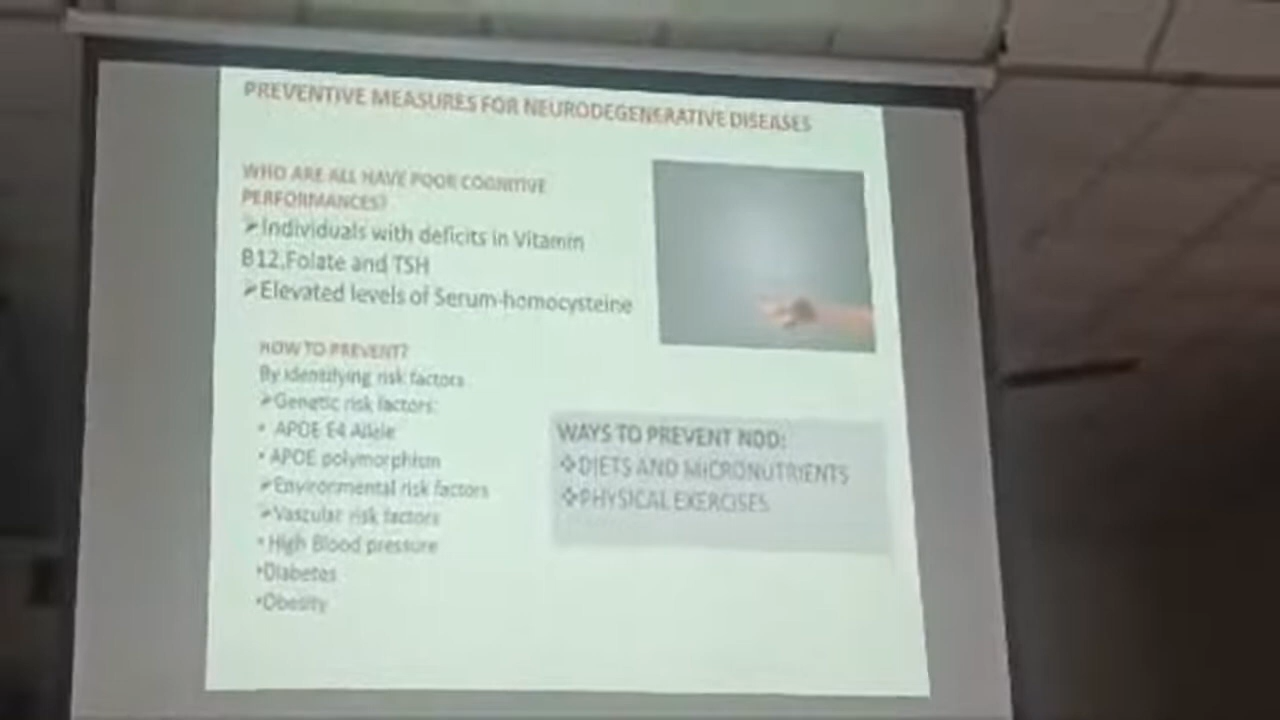 PREVENTIVE MEASURES FOR NEURODEGENERATIVE DISEASES
WHO ARE ALL HAVE POOR COGNITIVE
PERFORMANCES?
➢Individuals with deficits in Vitamin
B12,Folate and TSH
➢Elevated levels of Serum-homocysteine
HOW TO PREVENT?
By identifying risk factors
➢Genetic risk factors:
• APOE E4 Allele
• APOE polymorphism
➢Environmental risk factors
➢Vascular risk factors
• High Blood pressure
•Diabetes
•Obesity
WAYS TO PREVENT NDD:
❖DIETS AND MICRONUTRIENTS
❖PHYSICAL EXERCISES